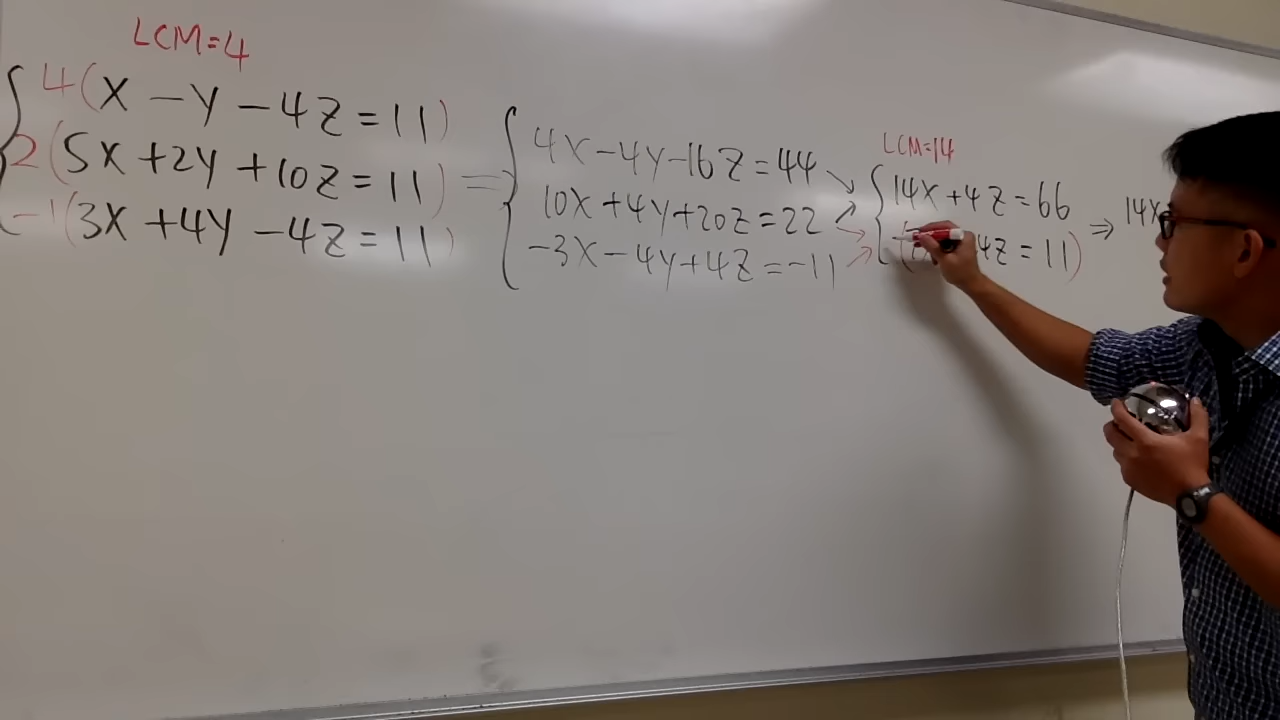 LCM=4
4(x - y - 4z = 11)
2(5x + 2y + 10z = 11)
-1(3x + 4y - 4z = 11)
=
4x - 4y - 16z = 44
10x + 4y + 20z = 22
-3x - 4y + 4z = -11
LCM=14
14x + 4z = 66
4z = 11)
⇒ 14x